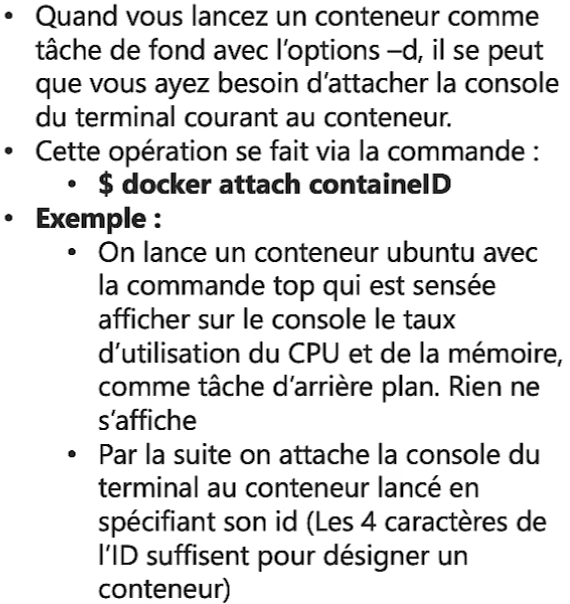 • Quand vous lancez un conteneur comme
tâche de fond avec l’options –d, il se peut
que vous ayez besoin d’attacher la console
du terminal courant au conteneur.
• Cette opération se fait via la commande :
• $ docker attach containeID
• Exemple :
• On lance un conteneur ubuntu avec
la commande top qui est sensée
afficher sur le console le taux
d’utilisation du CPU et de la mémoire,
comme tâche d’arrière plan. Rien ne
s’affiche
• Par la suite on attache la console du
terminal au conteneur lancé en
spécifiant son id (Les 4 caractères de
l’ID suffisent pour désigner un
conteneur)